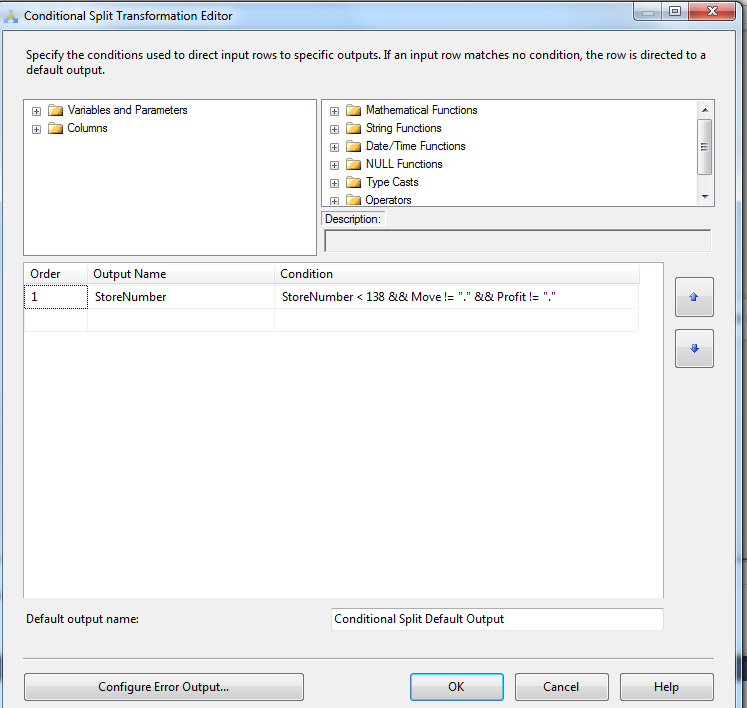 Conditional Split Transformation Editor
Specify the conditions used to direct input rows to specific outputs. If an input row matches no condition, the row is directed to a
default output.
Variables and Parameters
Columns
Mathematical Functions
String Functions
Date/Time Functions
NULL Functions
Type Casts
Operators
Description:
Order Output Name Condition
1 StoreNumber StoreNumber < 138 && Move != "." && Profit != "."
Default output name: Conditional Split Default Output
Configure Error Output... OK Cancel Help